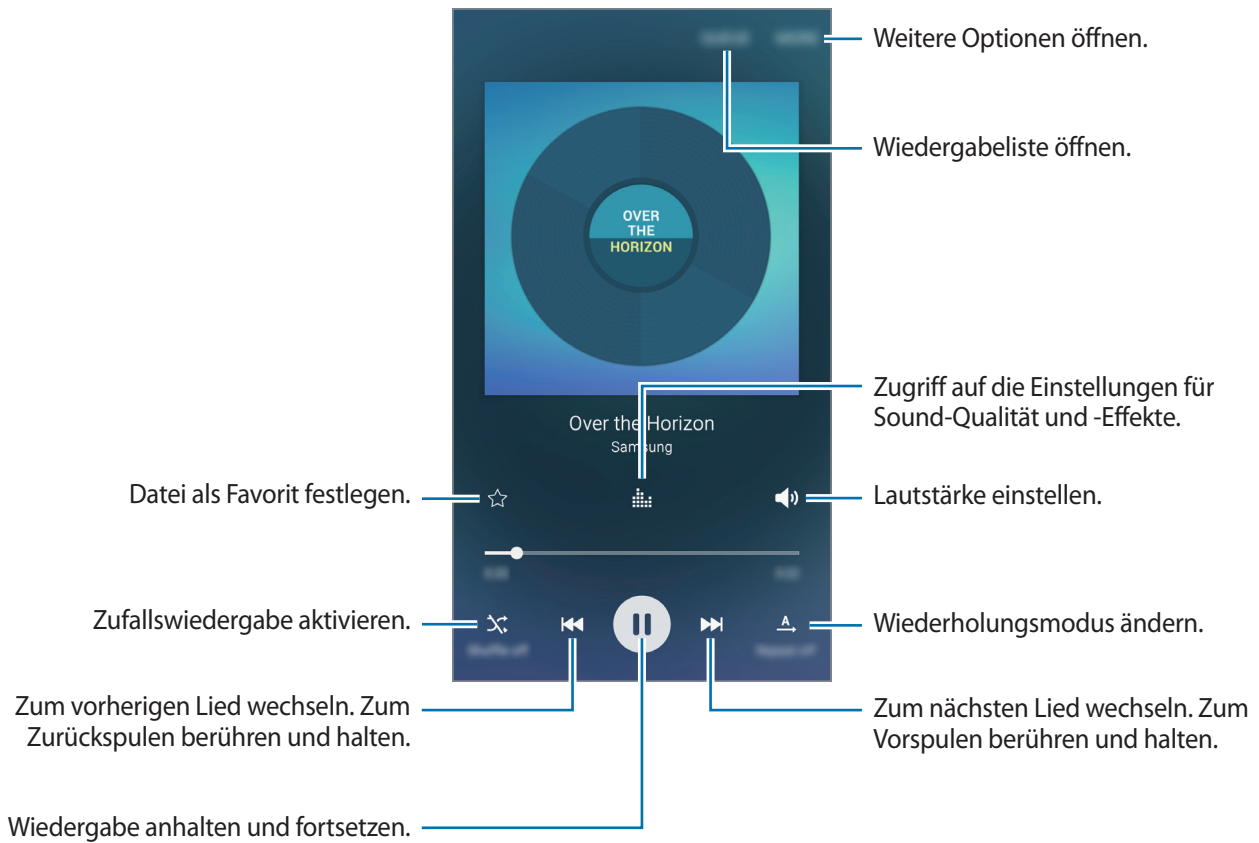 Weitere Optionen öffnen.
Wiedergabeliste öffnen.
OVER
THE
HORIZON
Zugriff auf die Einstellungen für
Sound-Qualität und -Effekte.
Over the Horizon
Samsung
Datei als Favorit festlegen.
Lautstärke einstellen.
Zufallswiedergabe aktivieren.
A
Wiederholungsmodus ändern.
Zum vorherigen Lied wechseln. Zum
Zurückspulen berühren und halten.
Zum nächsten Lied wechseln. Zum
Vorspulen berühren und halten.
Wiedergabe anhalten und fortsetzen.